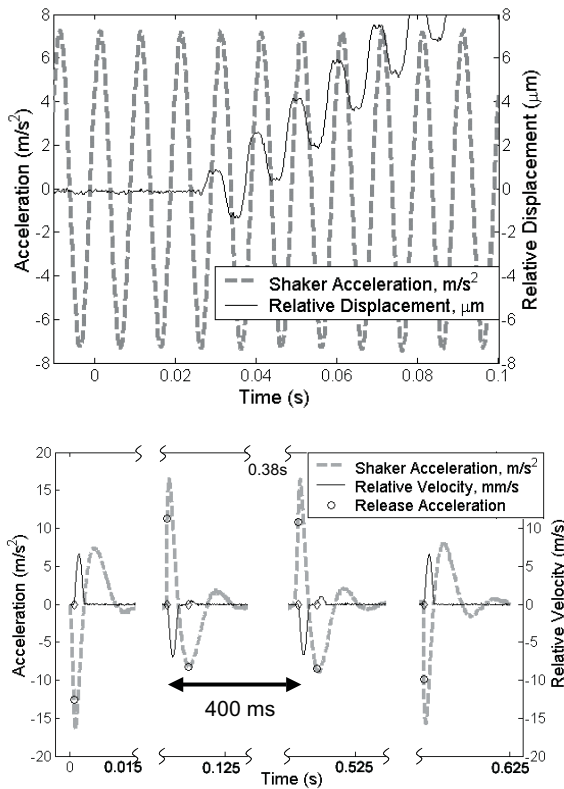 8
6
4
2
0
-2
-4
-6
-8
Acceleration (m/s²)
8
6
4
2
0
-2
-4
-6
-8
Relative Displacement (μm)
Shaker Acceleration, m/s²
Relative Displacement, μm
0 0.02 0.04 0.06 0.08 0.1
Time (s)
20
15
10
5
0
-5
-10
-15
-20
Acceleration (m/s²)
0.38s
Shaker Acceleration, m/s²
Relative Velocity, mm/s
Release Acceleration
10
5
0
-5
-10
-15
-20
Relative Velocity (m/s)
400 ms
0 0.015 0.125 0.525 0.625
Time (s)